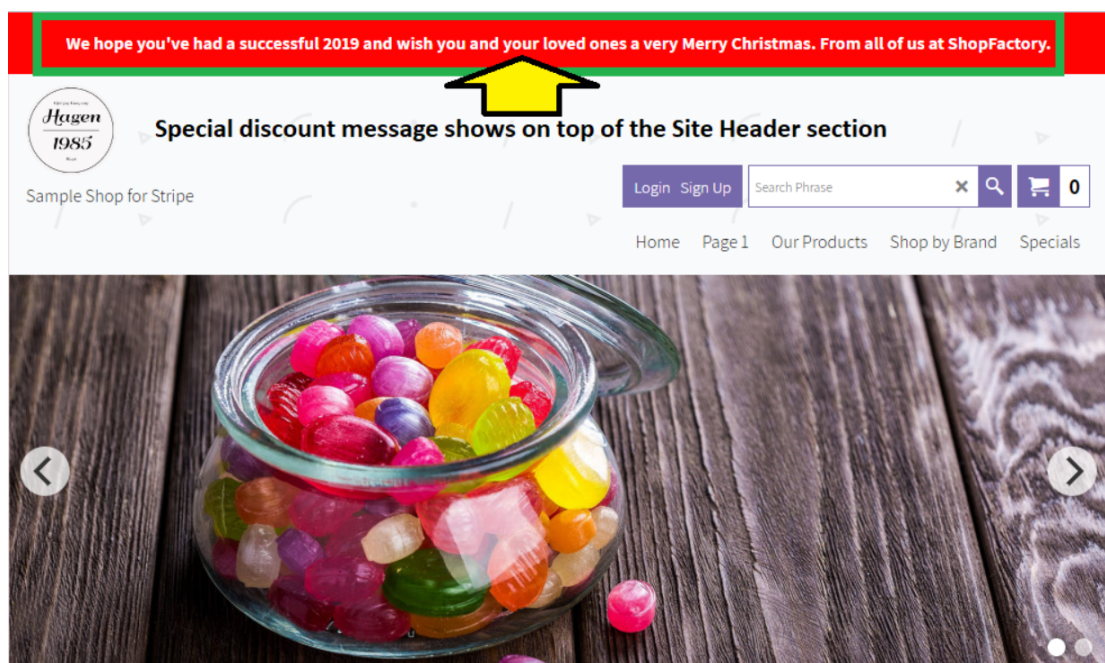 We hope you've had a successful 2019 and wish you and your loved ones a very Merry Christmas. From all of us at ShopFactory.
Special discount message shows on top of the Site Header section
Hagen
1985
Sample Shop for Stripe
Login Sign Up
Search Phrase
0
Home Page 1 Our Products Shop by Brand Specials